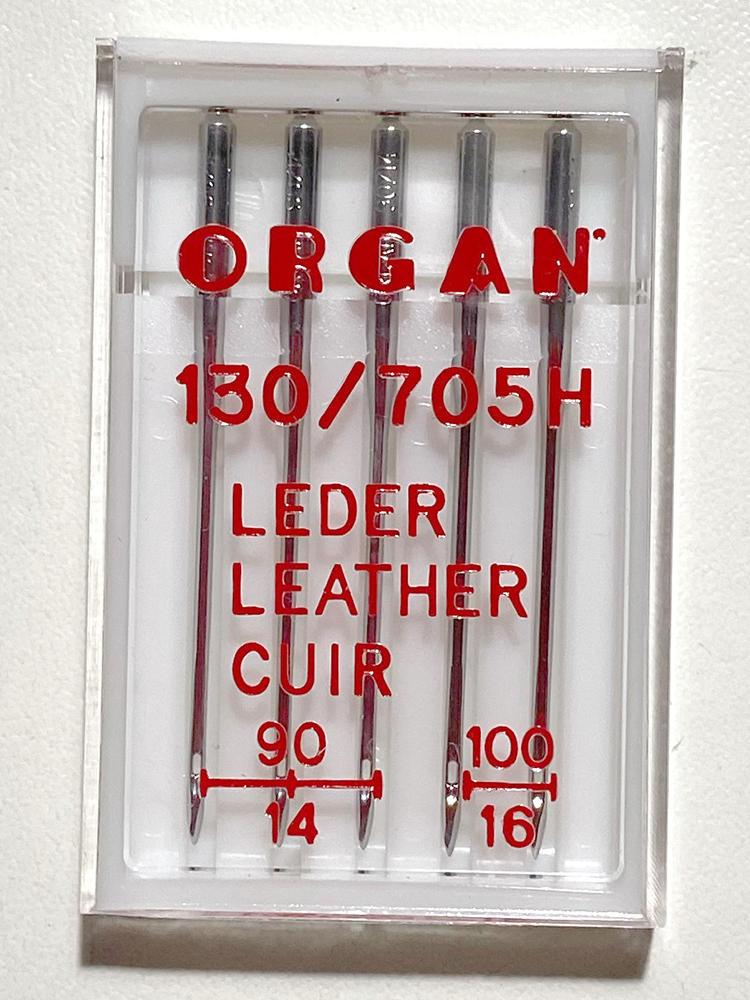 ORGAN
130/705H
LEDER
LEATHER
CUIR
90 100
14 16